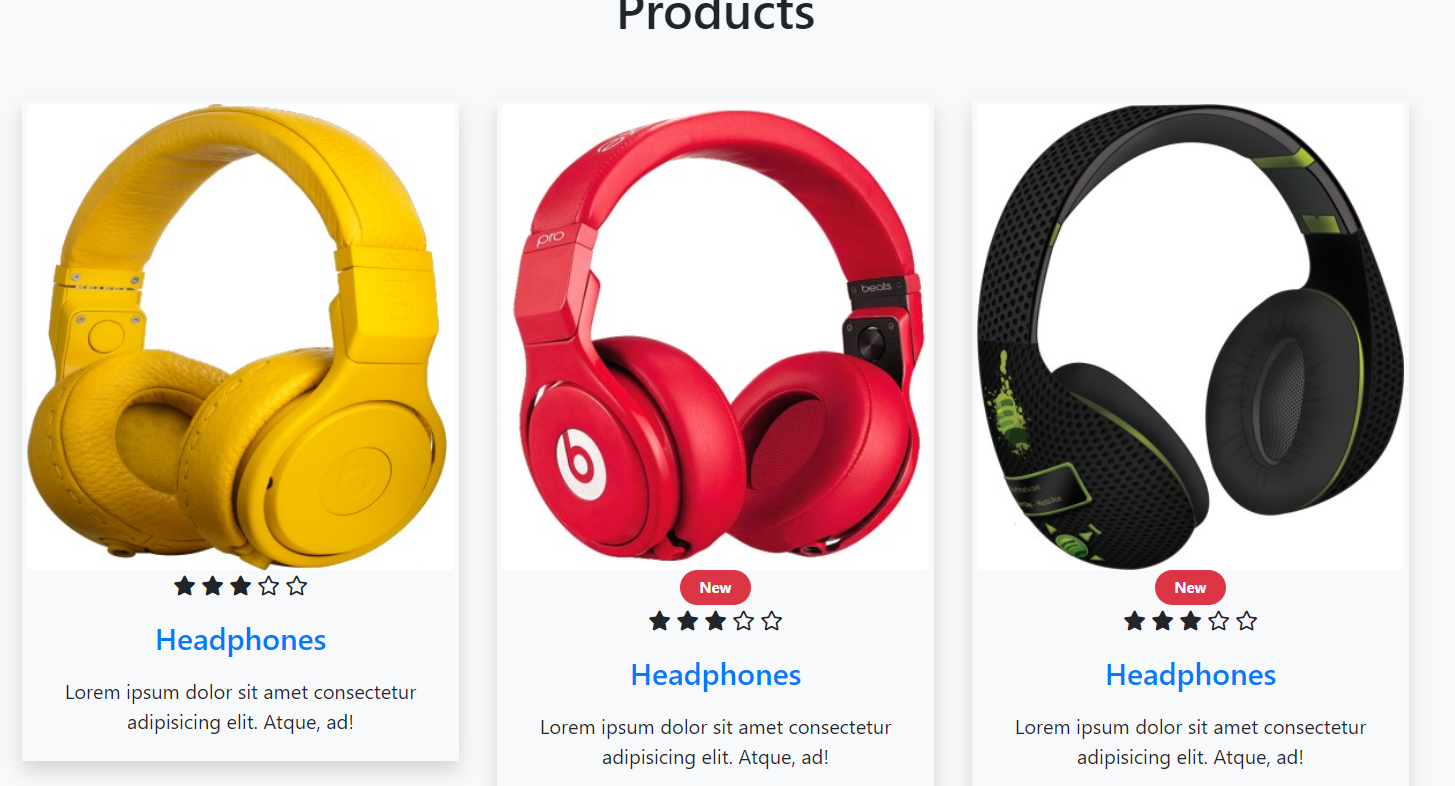 Products
pro
beats
b
New
New
Headphones
Lorem ipsum dolor sit amet consectetur
adipisicing elit. Atque, ad!
Headphones
Lorem ipsum dolor sit amet consectetur
adipisicing elit. Atque, ad!
Headphones
Lorem ipsum dolor sit amet consectetur
adipisicing elit. Atque, ad!